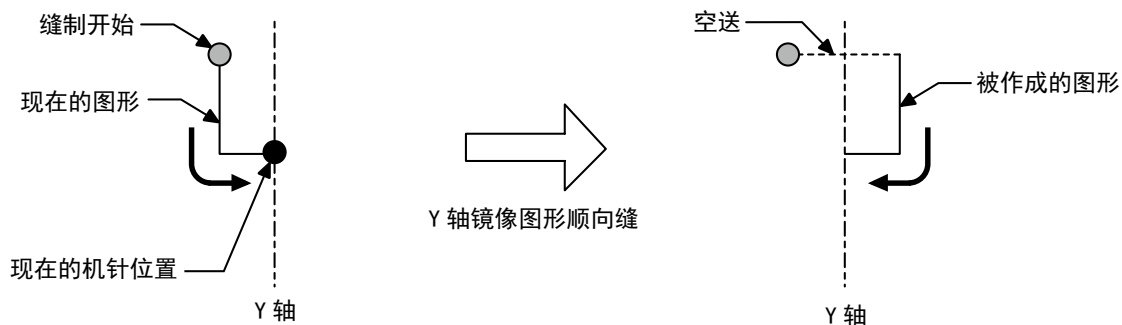 缝制开始
空送
现在的图形
被作成的图形
Y 轴镜像图形顺向缝
现在的机针位置
Y 轴
Y 轴